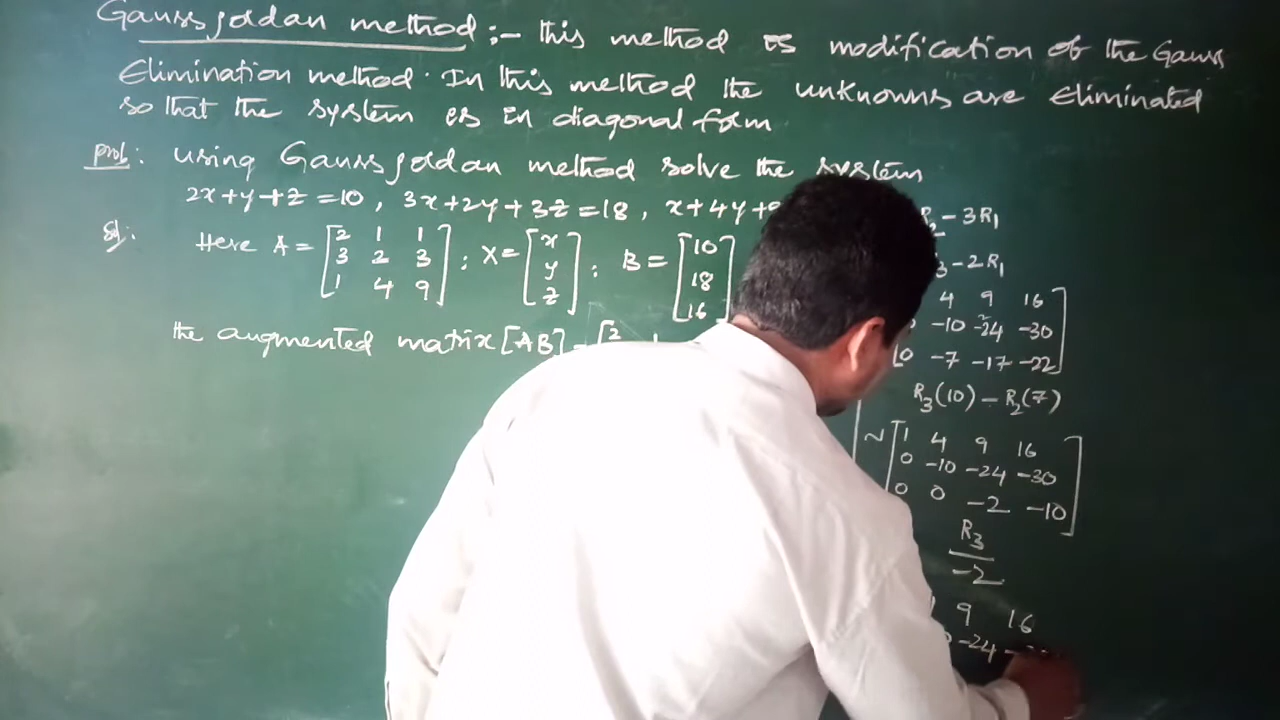 Gauss jordan method :- this method is modification of the Gauss
Elimination method. In this method the unknowns are Eliminated
so that the system is in diagonal form
prob: using Gauss jordan method solve the system
2x+y+z=10, 3x+2y+3z=18, x+4y+9
Sol: Here A = [2 1 1; X = [x; B = [10
3 2 3 y 18
1 4 9] z] 16]
the augmented matrix [AB] = [2 1
R2 - 3R1
3 - 2R1
4 9 16
-10 -24 -30
0 -7 -17 -22]
R3(10) - R2(7)
~ [1 4 9 16
0 -10 -24 -30
0 0 -2 -10]
R3
-2
9 16
-24